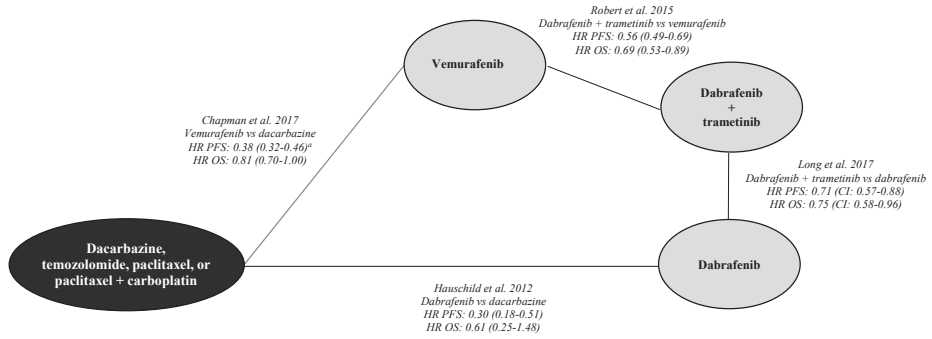 Robert et al. 2015
Dabrafenib + trametinib vs vemurafenib
HR PFS: 0.56 (0.49-0.69)
HR OS: 0.69 (0.53-0.89)
Vemurafenib
Dabrafenib
+
trametinib
Chapman et al. 2017
Vemurafenib vs dacarbazine
HR PFS: 0.38 (0.32-0.46)ᵃ
HR OS: 0.81 (0.70-1.00)
Long et al. 2017
Dabrafenib + trametinib vs dabrafenib
HR PFS: 0.71 (CI: 0.57-0.88)
HR OS: 0.75 (CI: 0.58-0.96)
Dacarbazine,
temozolomide, paclitaxel, or
paclitaxel + carboplatin
Dabrafenib
Hauschild et al. 2012
Dabrafenib vs dacarbazine
HR PFS: 0.30 (0.18-0.51)
HR OS: 0.61 (0.25-1.48)